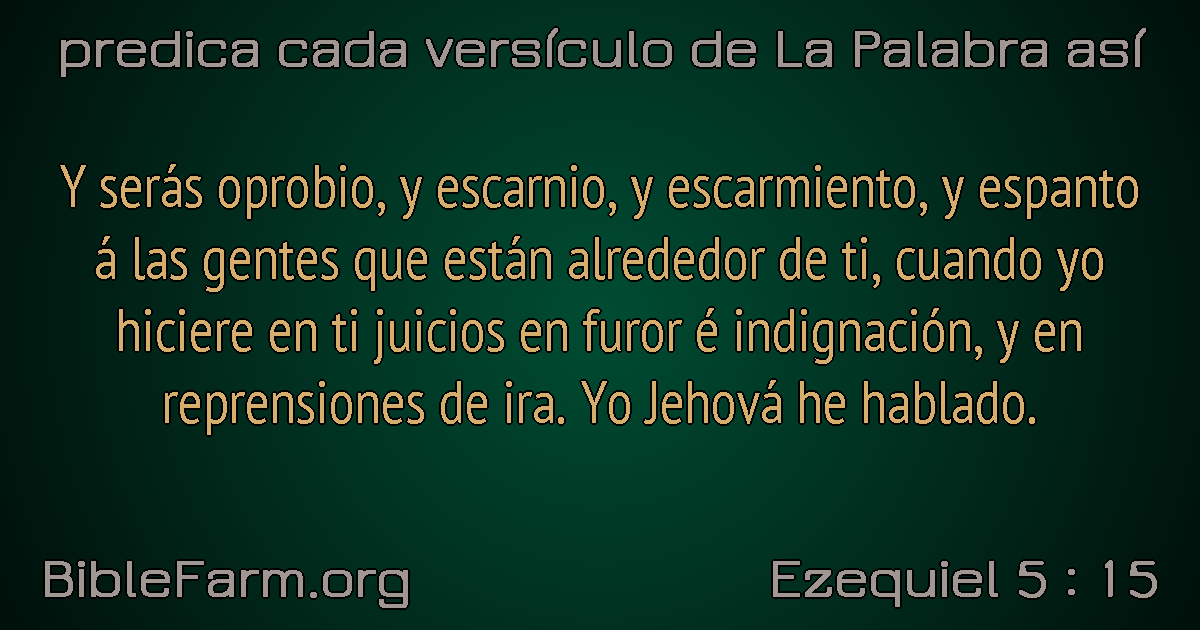 predica cada versículo de La Palabra así
Y serás oprobio, y escarnio, y escarmiento, y espanto
á las gentes que están alrededor de ti, cuando yo
hiciere en ti juicios en furor é indignación, y en
reprensiones de ira. Yo Jehová he hablado.
BibleFarm.org
Ezequiel 5 : 15